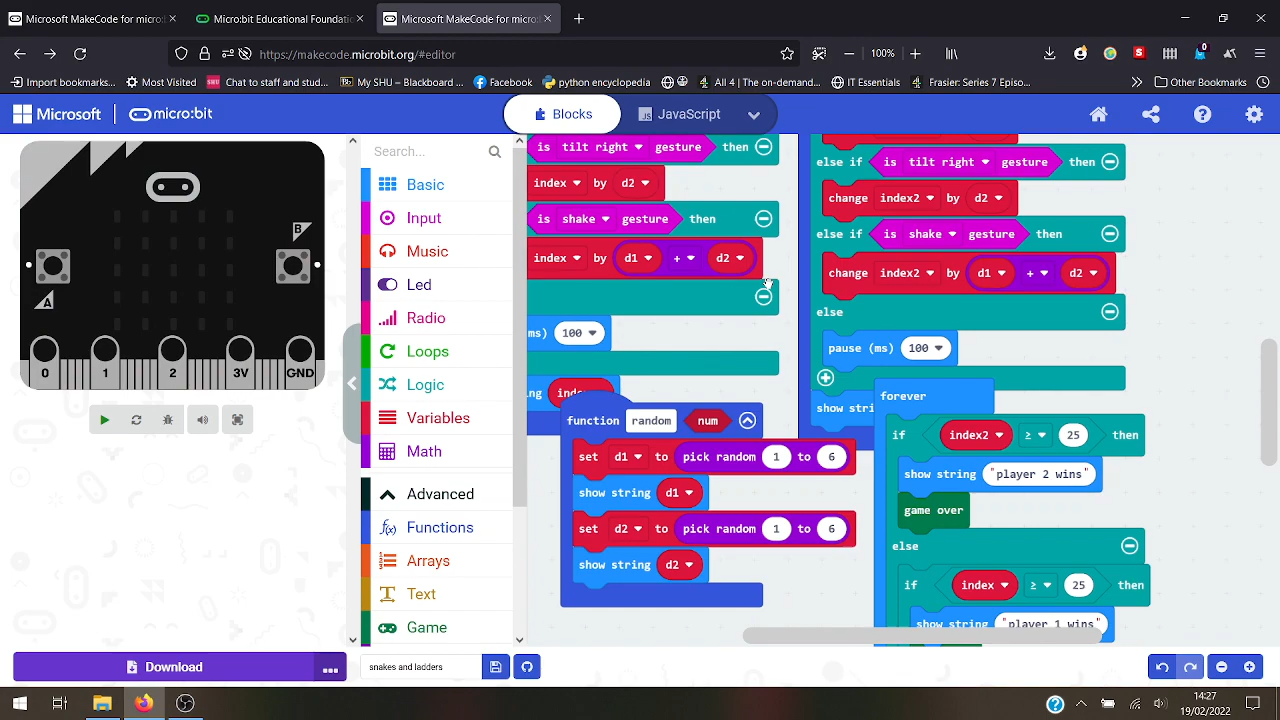 Microsoft MakeCode for micro:
Micro:bit Educational Foundati
Microsoft MakeCode for micro:
https://makecode.microbit.org/#editor
100%
Import bookmarks...
Most Visited
SHU
Chat to staff and stud...
My SHU – Blackboard ...
Facebook
python encyclopedia
All 4 | The on-demand...
Frasier Series 7 Episo...
Other Bookmarks
Microsoft
micro:bit
Blocks
JS
JavaScript
A
B
0
1
2
3V
GND
Search...
Basic
Input
Music
Led
Radio
Loops
Logic
Variables
Math
Advanced
Functions
Arrays
Text
Game
is tilt right gesture then
index by d2
is shake gesture then
index by d1 + d2
ms) 100
function random num
set d1 to pick random 1 to 6
show string d1
set d2 to pick random 1 to 6
show string d2
else if is tilt right gesture then
change index2 by d2
else if is shake gesture then
change index2 by d1 + d2
else
pause (ms) 100
forever
if index2 ≥ 25 then
show string "player 2 wins"
game over
else
if index ≥ 25 then
show string "player 1 wins"
Download
snakes and ladders
14:27
19/02/2022